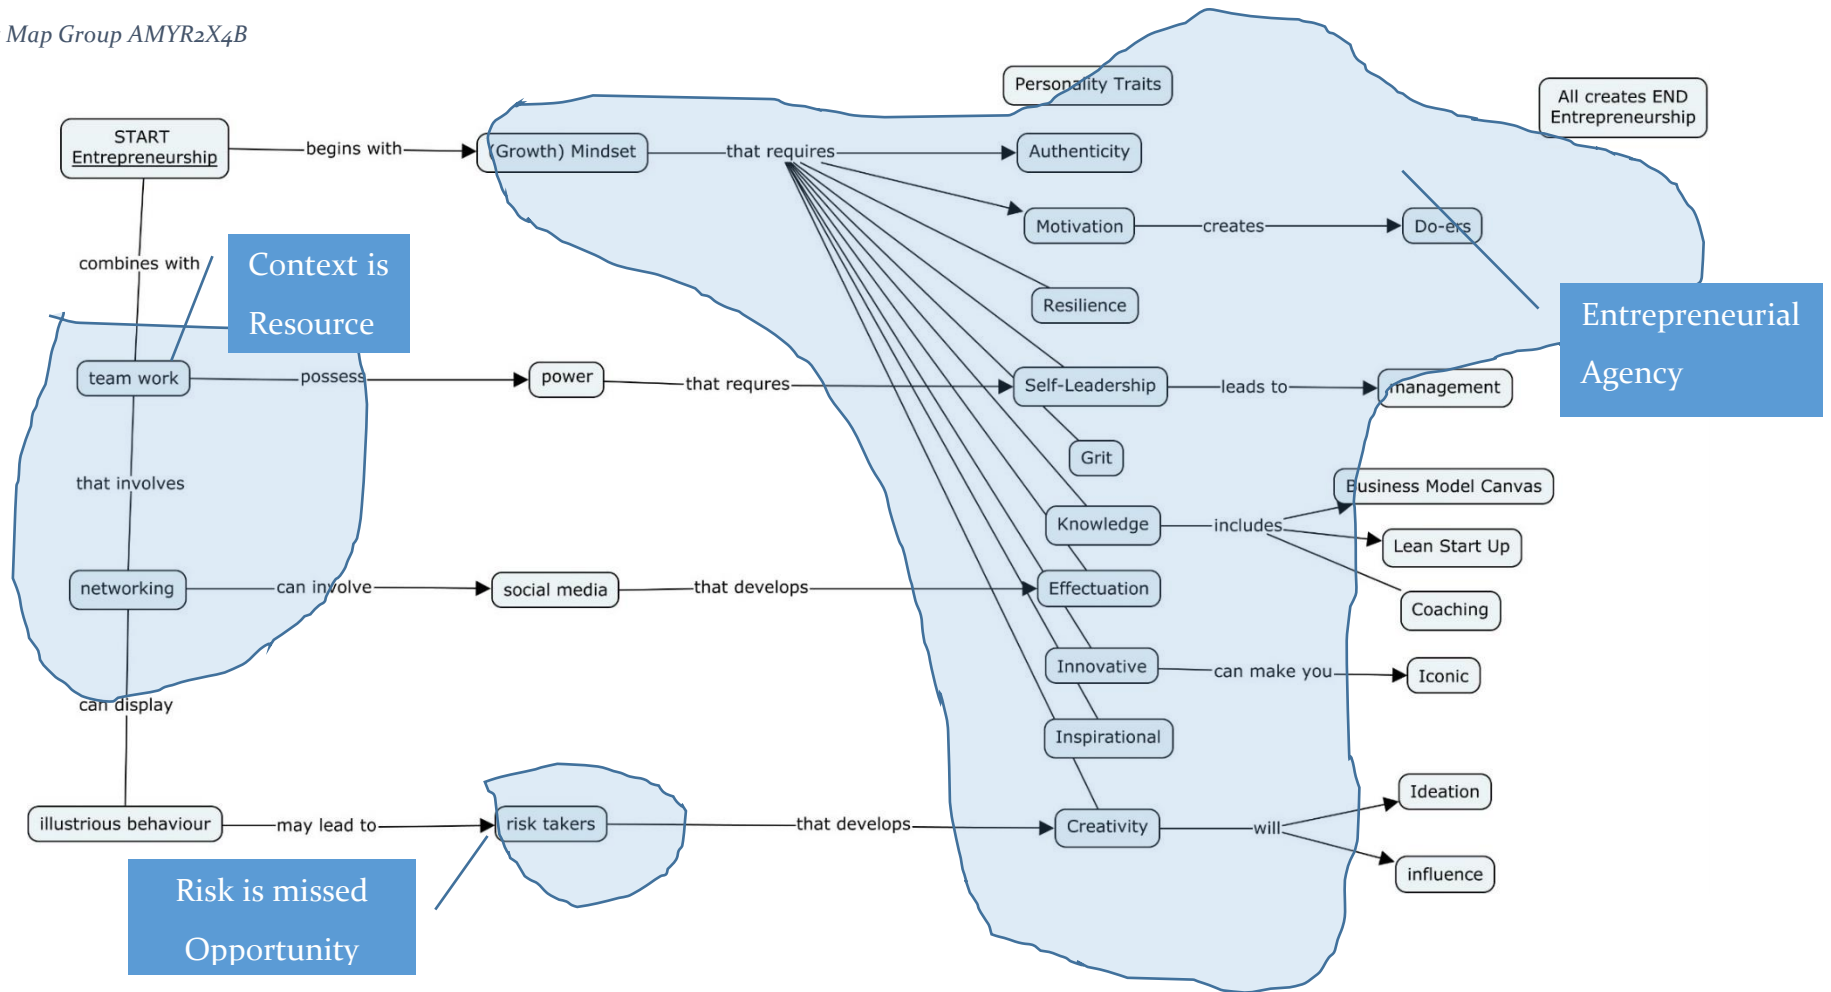 Map Group AMYR2X4B
Personality Traits
All creates END
Entrepreneurship
START
Entrepreneurship
begins with
(Growth) Mindset
that requires
Authenticity
Motivation
creates
Do-ers
combines with
Context is
Resource
Resilience
Entrepreneurial
Agency
team work
possess
power
that requres
Self-Leadership
leads to
management
Grit
that involves
Business Model Canvas
Knowledge
includes
Lean Start Up
networking
can involve
social media
that develops
Effectuation
Coaching
Innovative
can make you
Iconic
can display
Inspirational
Ideation
illustrious behaviour
may lead to
risk takers
that develops
Creativity
will
influence
Risk is missed
Opportunity